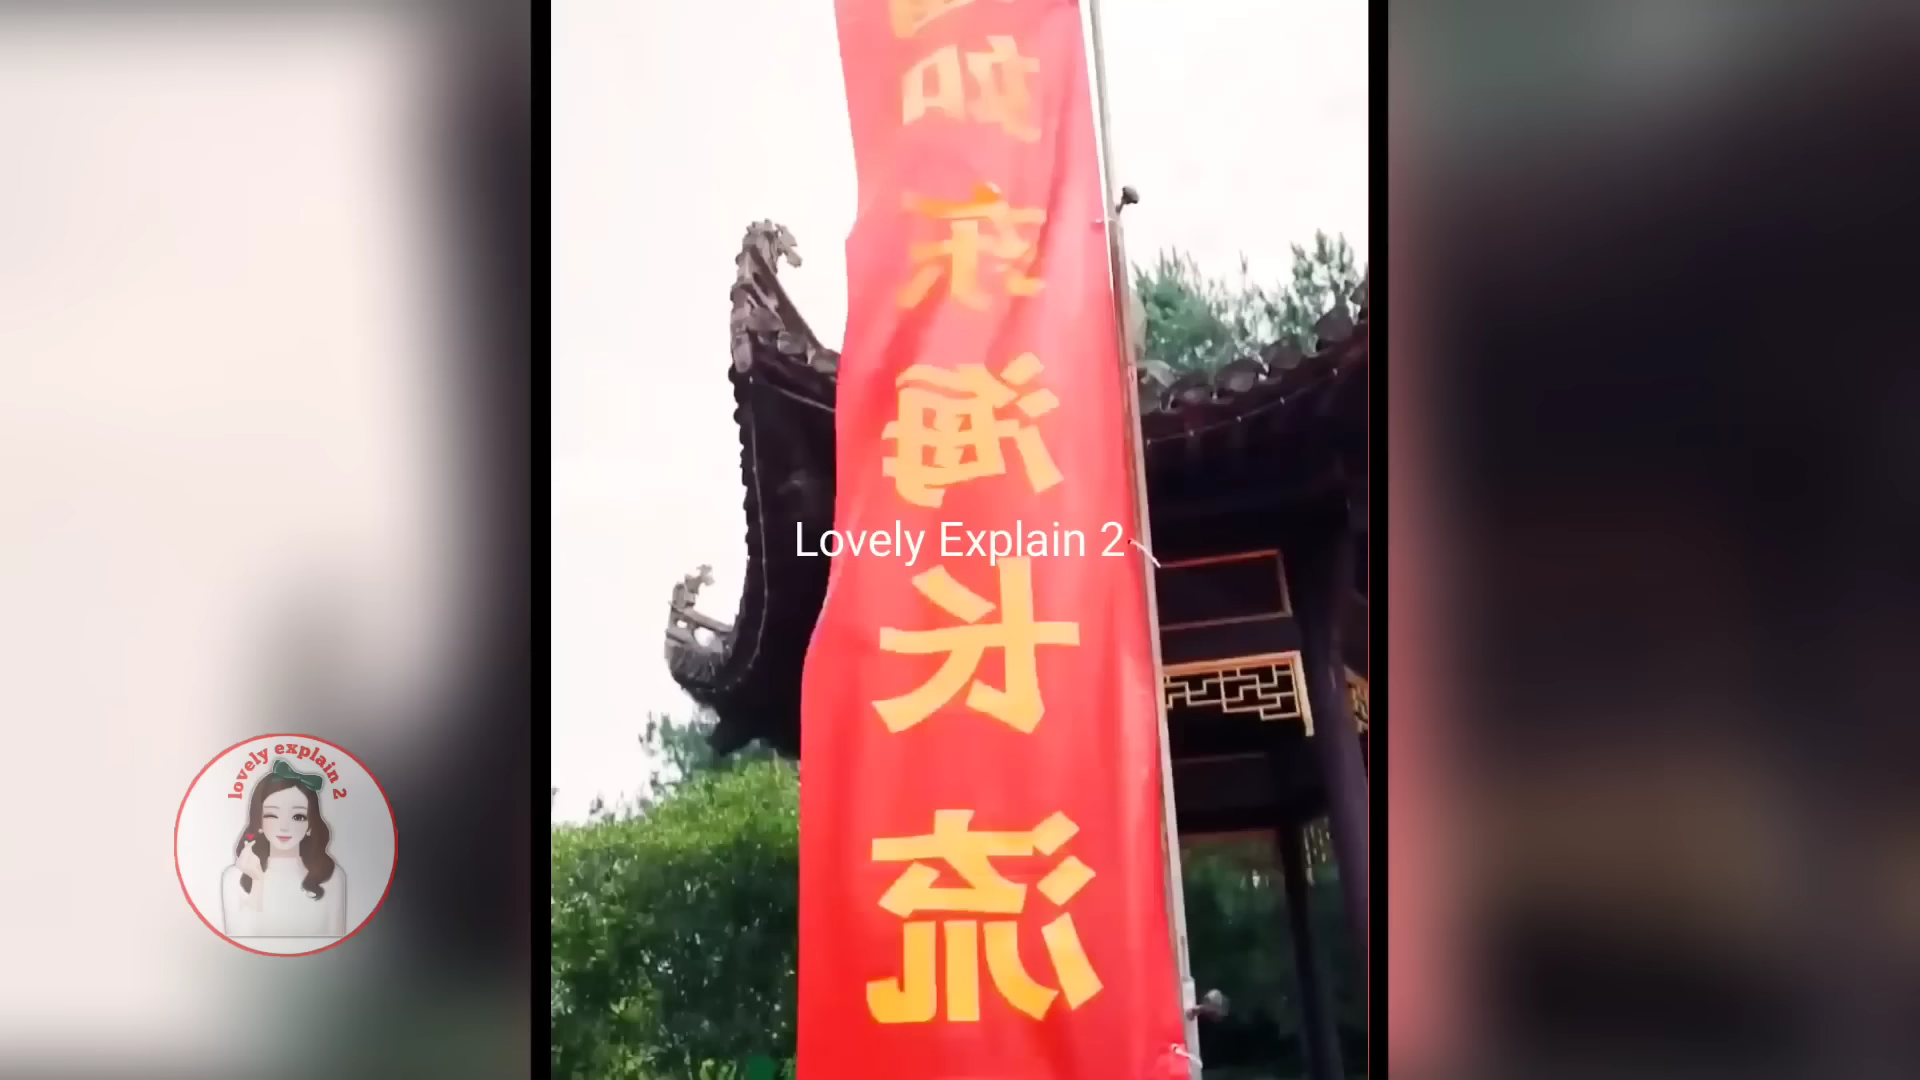 如
东
海
长
流
Lovely Explain 2
lovely explain 2